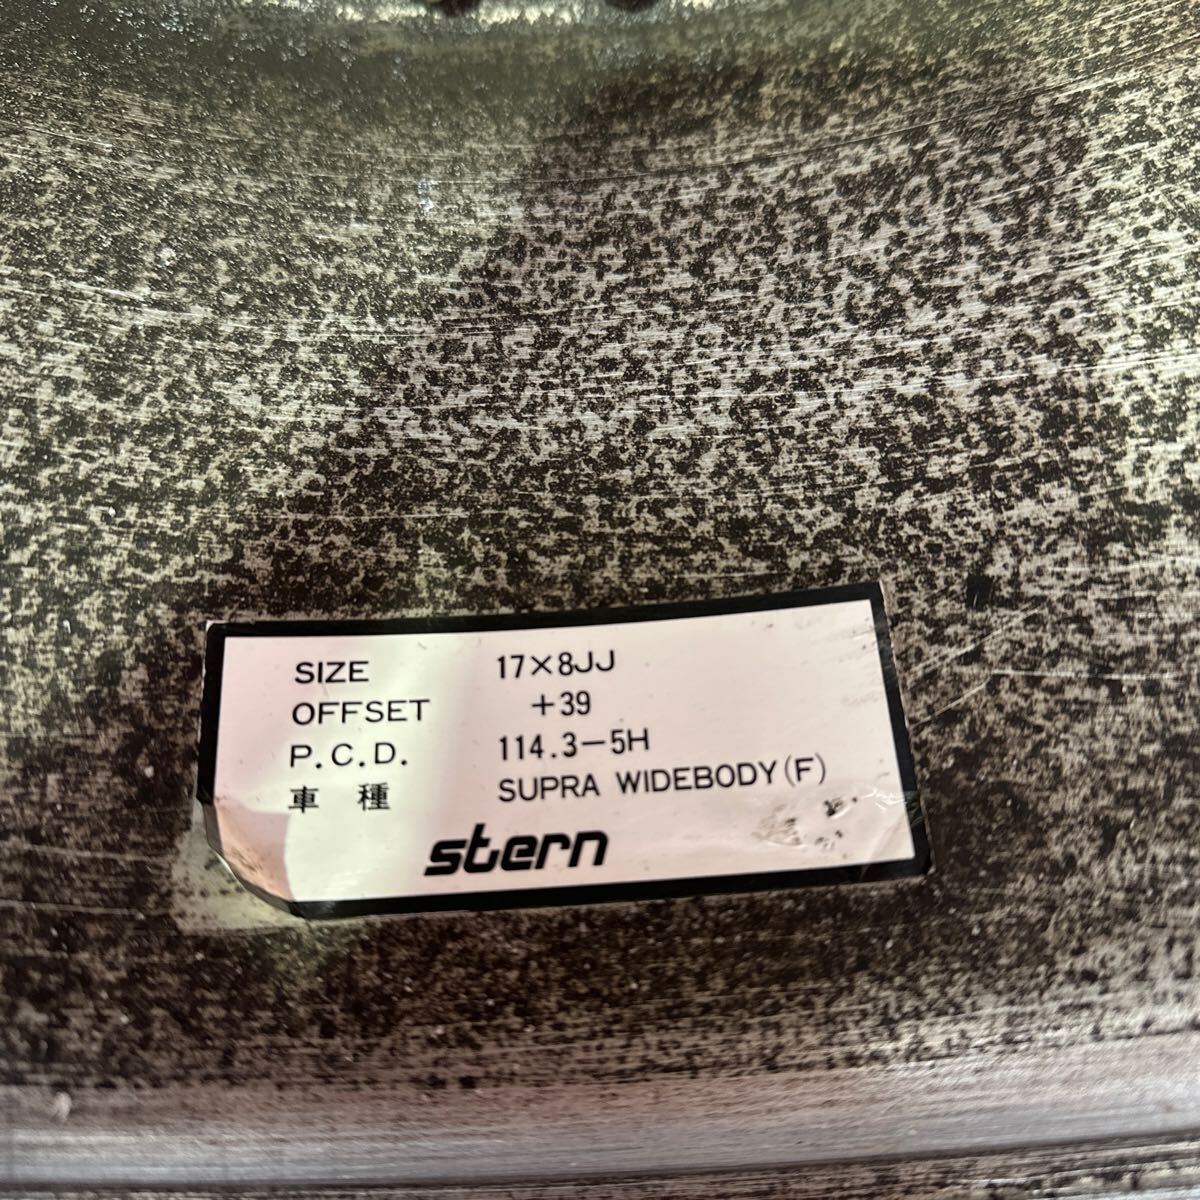 SIZE 17×8JJ
OFFSET +39
P.C.D. 114.3-5H
車種 SUPRA WIDEBODY(F)
stern